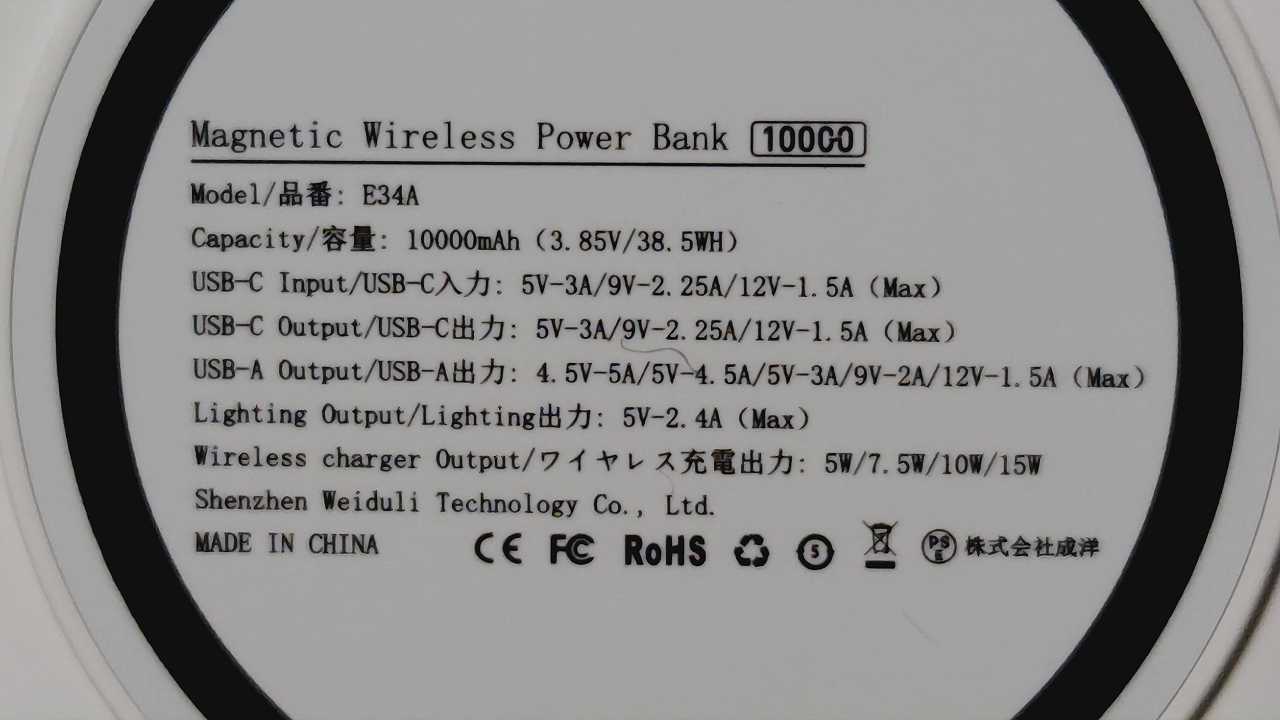 Magnetic Wireless Power Bank 10000
Model/品番: E34A
Capacity/容量: 10000mAh（3.85V/38.5WH）
USB-C Input/USB-C入力: 5V-3A/9V-2.25A/12V-1.5A（Max）
USB-C Output/USB-C出力: 5V-3A/9V-2.25A/12V-1.5A（Max）
USB-A Output/USB-A出力: 4.5V-5A/5V-4.5A/5V-3A/9V-2A/12V-1.5A（Max）
Lighting Output/Lighting出力: 5V-2.4A（Max）
Wireless charger Output/ワイヤレス充電出力: 5W/7.5W/10W/15W
Shenzhen Weiduli Technology Co., Ltd.
MADE IN CHINA CE FC RoHS 5 PS E 株式会社成洋